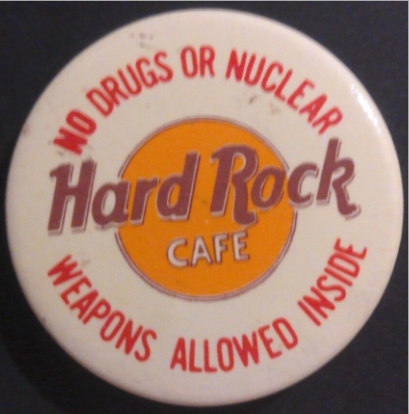 NO DRUGS OR NUCLEAR
Hard Rock
CAFE
WEAPONS ALLOWED INSIDE